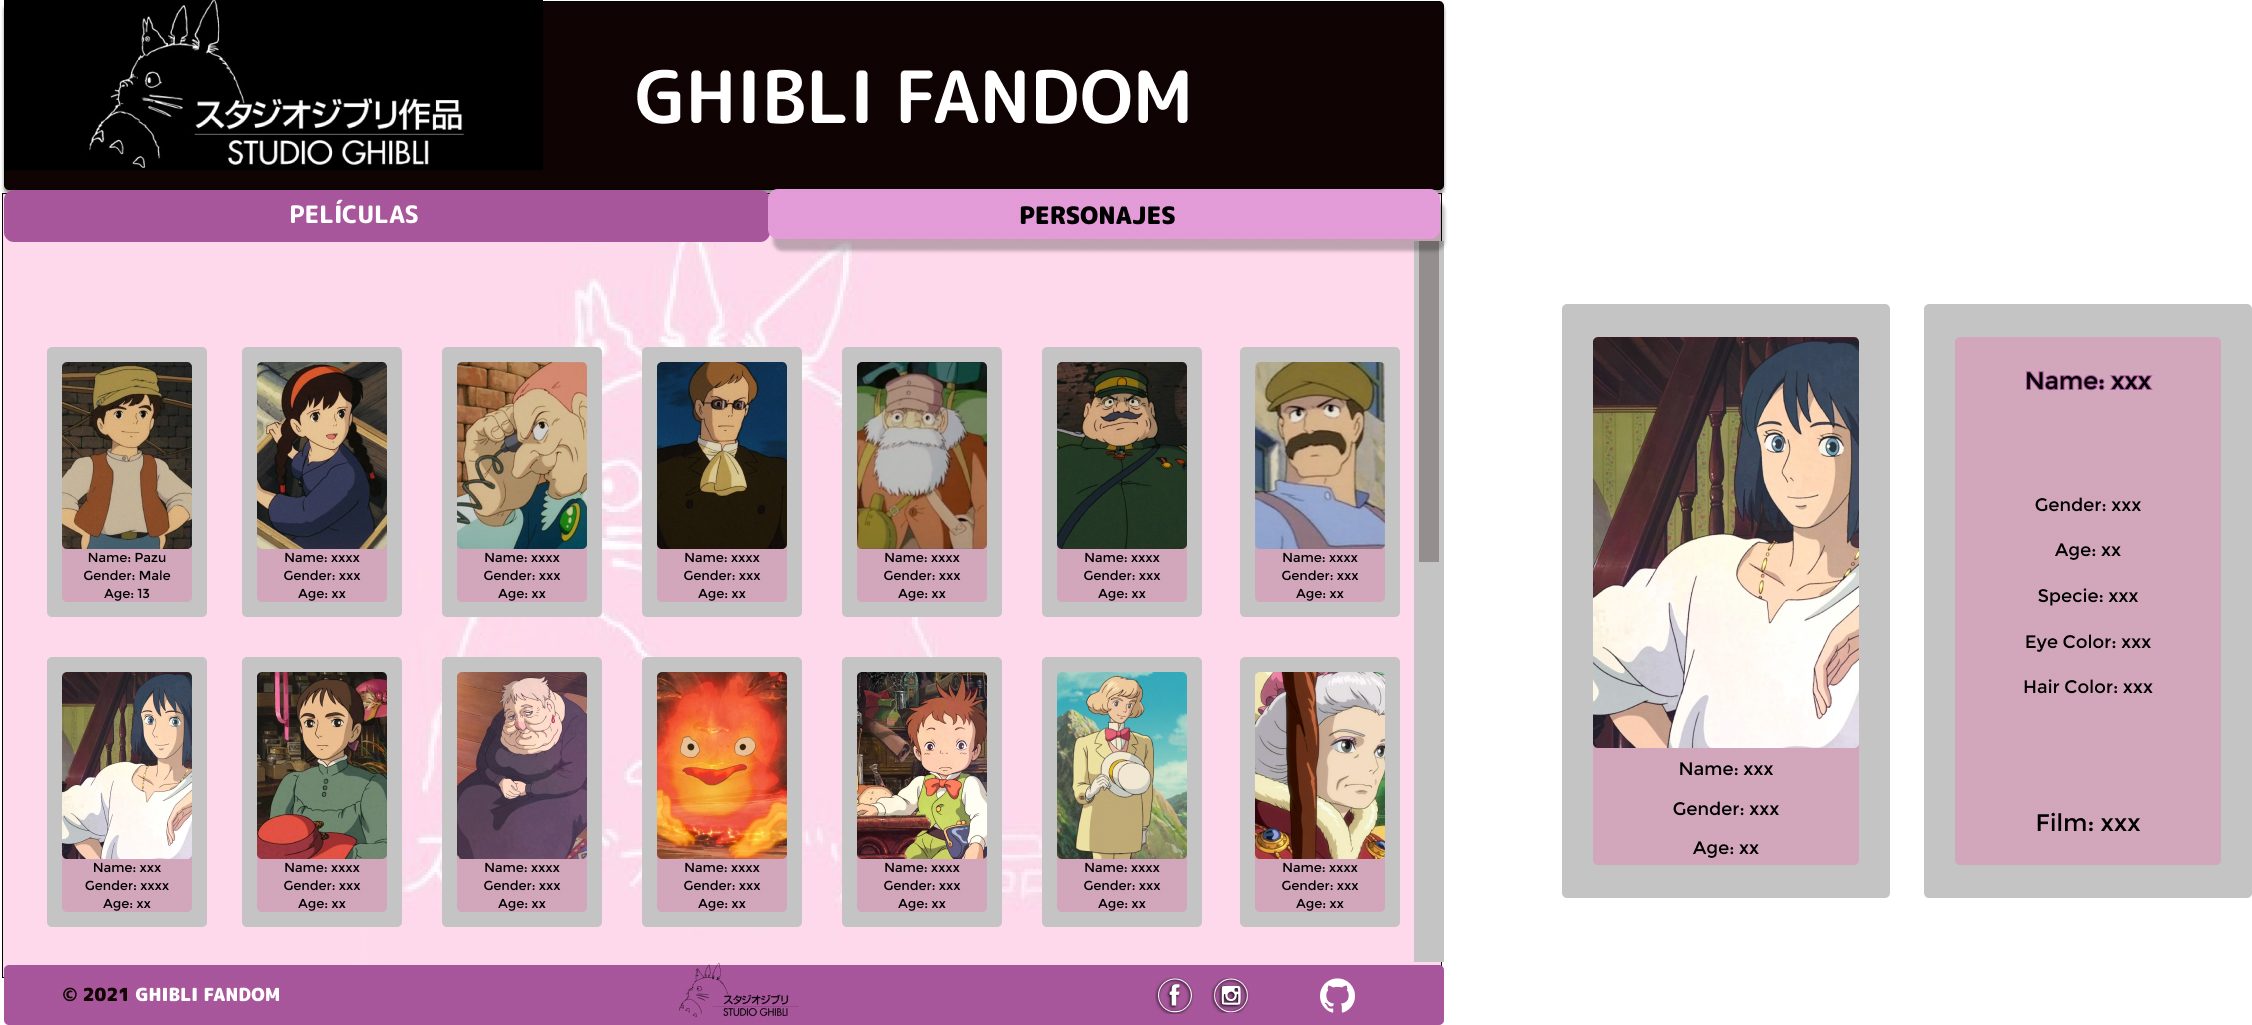 スタジオジブリ作品
STUDIO GHIBLI
GHIBLI FANDOM
PELÍCULAS
PERSONAJES
Name: Pazu
Gender: Male
Age: 13
Name: xxxx
Gender: xxx
Age: xx
Name: xxxx
Gender: xxx
Age: xx
Name: xxxx
Gender: xxx
Age: xx
Name: xxxx
Gender: xxx
Age: xx
Name: xxxx
Gender: xxx
Age: xx
Name: xxxx
Gender: xxx
Age: xx
Name: xxx
Gender: xxxx
Age: xx
Name: xxxx
Gender: xxx
Age: xx
Name: xxxx
Gender: xxx
Age: xx
Name: xxxx
Gender: xxx
Age: xx
Name: xxxx
Gender: xxx
Age: xx
Name: xxxx
Gender: xxx
Age: xx
Name: xxxx
Gender: xxx
Age: xx
© 2021 GHIBLI FANDOM
スタジオジブリ
STUDIO GHIBLI
Name: xxx
Gender: xxx
Age: xx
Name: xxx
Gender: xxx
Age: xx
Specie: xxx
Eye Color: xxx
Hair Color: xxx
Film: xxx